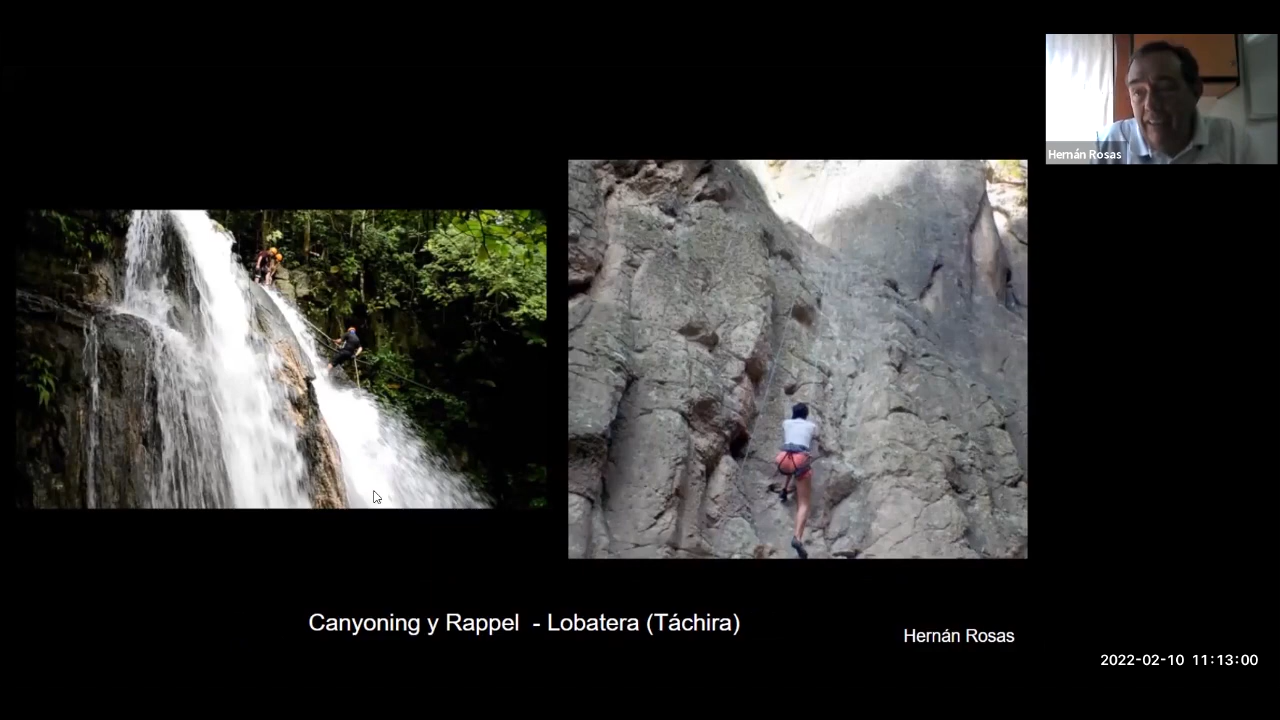 Hernán Rosas
Canyoning y Rappel  - Lobatera (Táchira)
Hernán Rosas
2022-02-10 11:13:00